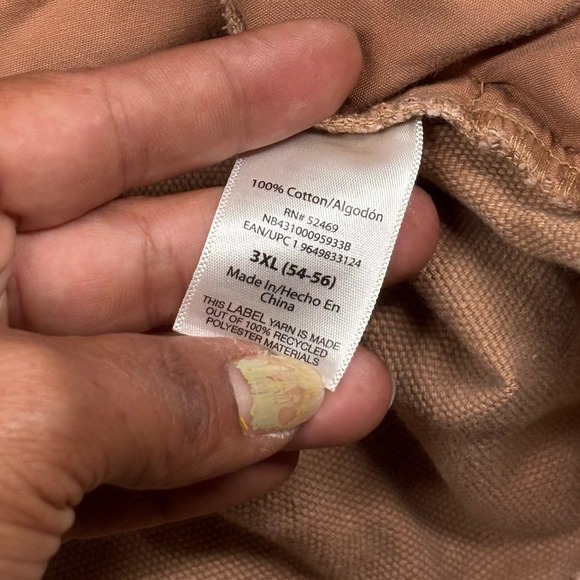 100% Cotton/Algodón
RN# 52469
NB43100095933B
EAN/UPC 1 9649833124
3XL (54-56)
Made In/Hecho En
China
THIS LABEL YARN IS MADE
OUT OF 100% RECYCLED
POLYESTER MATERIALS